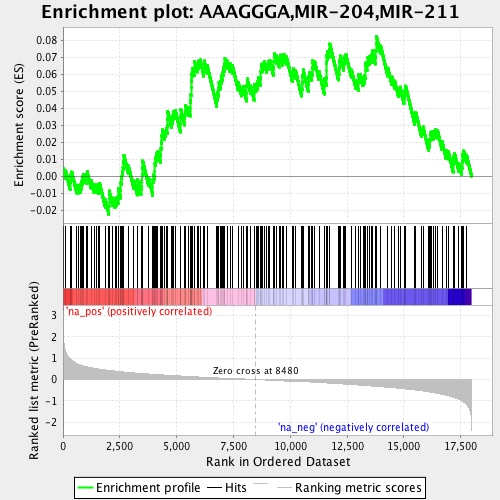 Enrichment plot: AAAGGGA,MIR-204,MIR-211
Enrichment score (ES)
0.08
0.07
0.06
0.05
0.04
0.03
0.02
0.01
0.00
-0.01
-0.02
'na_pos' (positively correlated)
Ranked list metric (PreRanked)
3
2
1
0
-1
-2
Zero cross at 8480
'na_neg' (negatively correlated)
0
2,500
5,000
7,500
10,000
12,500
15,000
17,500
Rank in Ordered Dataset
Enrichment profile
Hits
Ranking metric scores